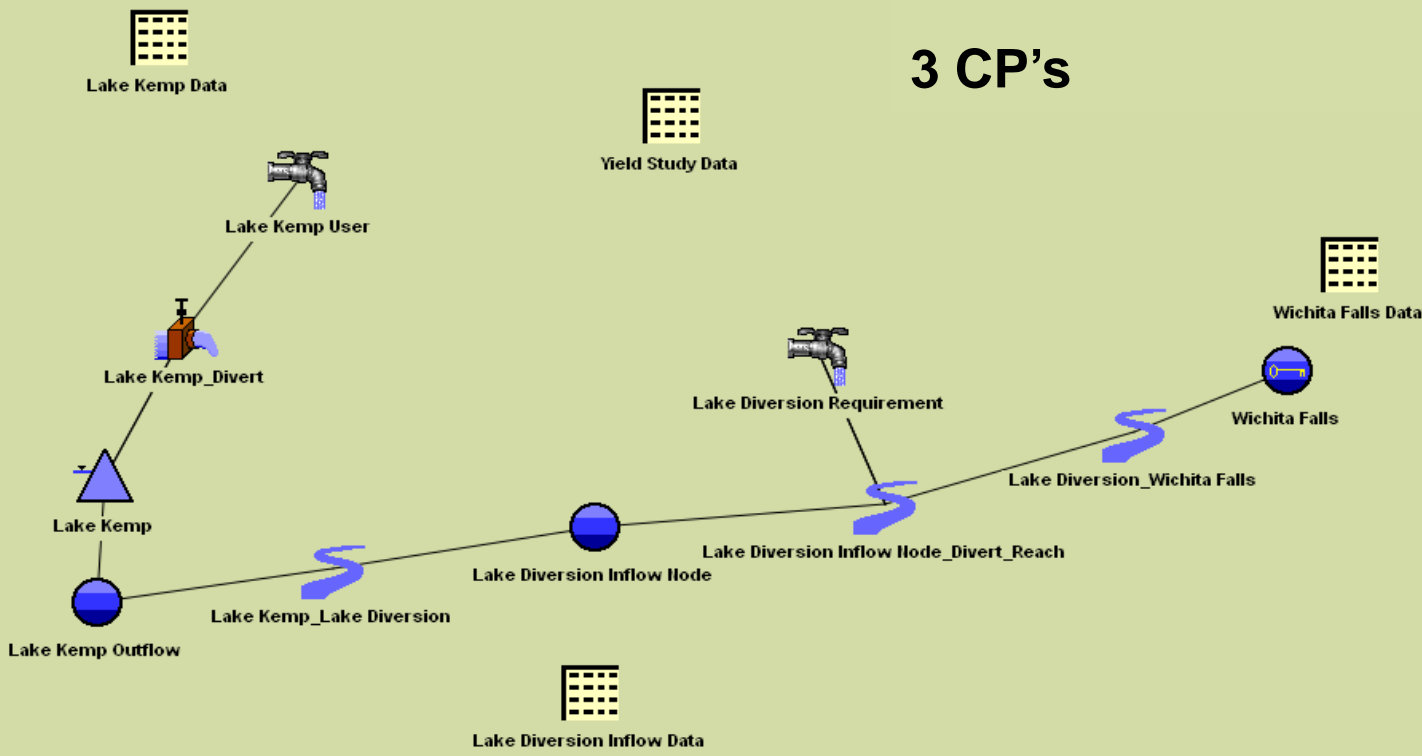 3 CP’s
Lake Kemp Data
Yield Study Data
Lake Kemp User
Wichita Falls Data
Lake Kemp_Divert
Lake Diversion Requirement
Wichita Falls
Lake Diversion_Wichita Falls
Lake Kemp
Lake Diversion Inflow Node_Divert_Reach
Lake Diversion Inflow Node
Lake Kemp_Lake Diversion
Lake Kemp Outflow
Lake Diversion Inflow Data